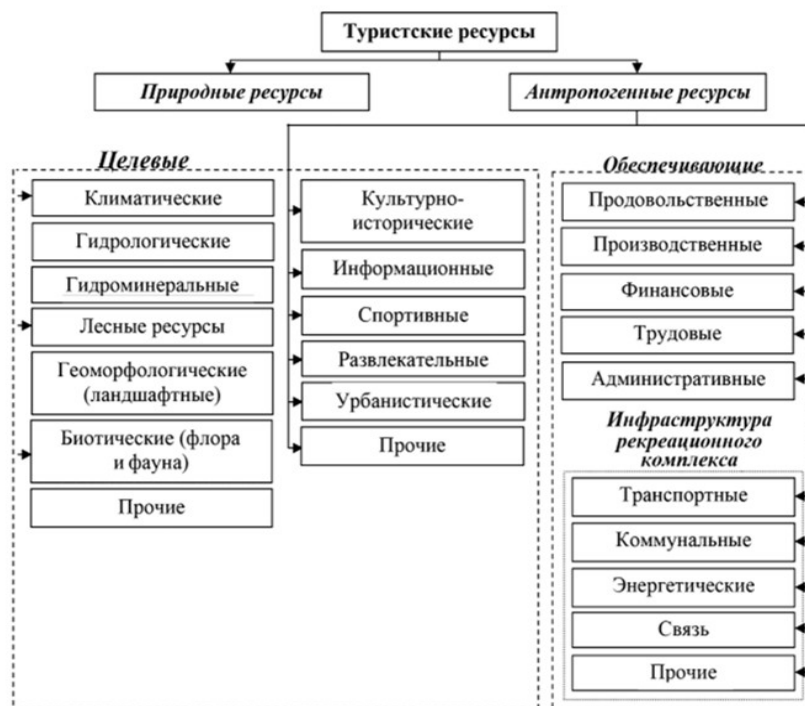 Туристские ресурсы
Природные ресурсы
Антропогенные ресурсы
Целевые
Климатические
Гидрологические
Гидроминеральные
Лесные ресурсы
Геоморфологические
(ландшафтные)
Биотические (флора
и фауна)
Прочие
Культурно-
исторические
Информационные
Спортивные
Развлекательные
Урбанистические
Прочие
Обеспечивающие
Продовольственные
Производственные
Финансовые
Трудовые
Административные
Инфраструктура
рекреационного
комплекса
Транспортные
Коммунальные
Энергетические
Связь
Прочие